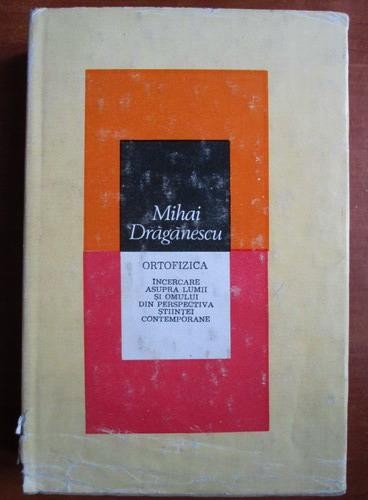 Mihai
Drăgănescu
ORTOFIZICA
ÎNCERCARE
ASUPRA LUMII
ȘI OMULUI
DIN PERSPECTIVA
ȘTIINȚEI
CONTEMPORANE